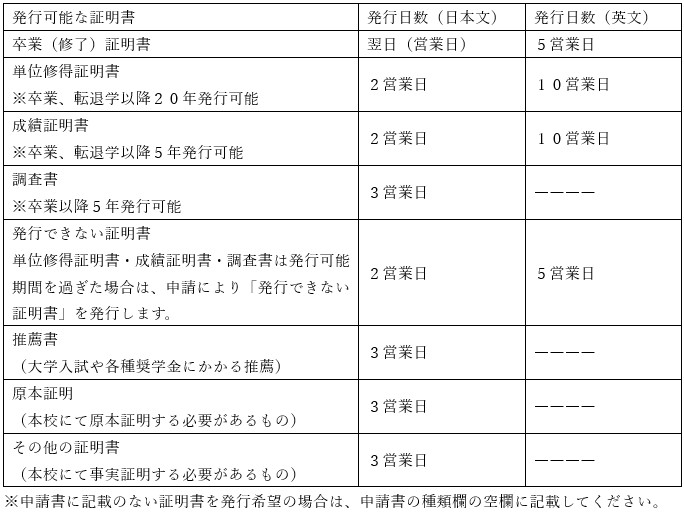 発行可能な証明書 発行日数（日本文） 発行日数（英文）
卒業（修了）証明書 翌日（営業日） ５営業日
単位修得証明書
※卒業、転退学以降２０年発行可能 ２営業日 １０営業日
成績証明書
※卒業、転退学以降５年発行可能 ２営業日 １０営業日
調査書
※卒業以降５年発行可能 ３営業日 ――――
発行できない証明書
単位修得証明書・成績証明書・調査書は発行可能
期間を過ぎた場合は、申請により「発行できない
証明書」を発行します。 ２営業日 ５営業日
推薦書
（大学入試や各種奨学金にかかる推薦） ３営業日 ――――
原本証明
（本校にて原本証明する必要があるもの） ３営業日 ――――
その他の証明書
（本校にて事実証明する必要があるもの） ３営業日 ――――
※申請書に記載のない証明書を発行希望の場合は、申請書の種類欄の空欄に記載してください。